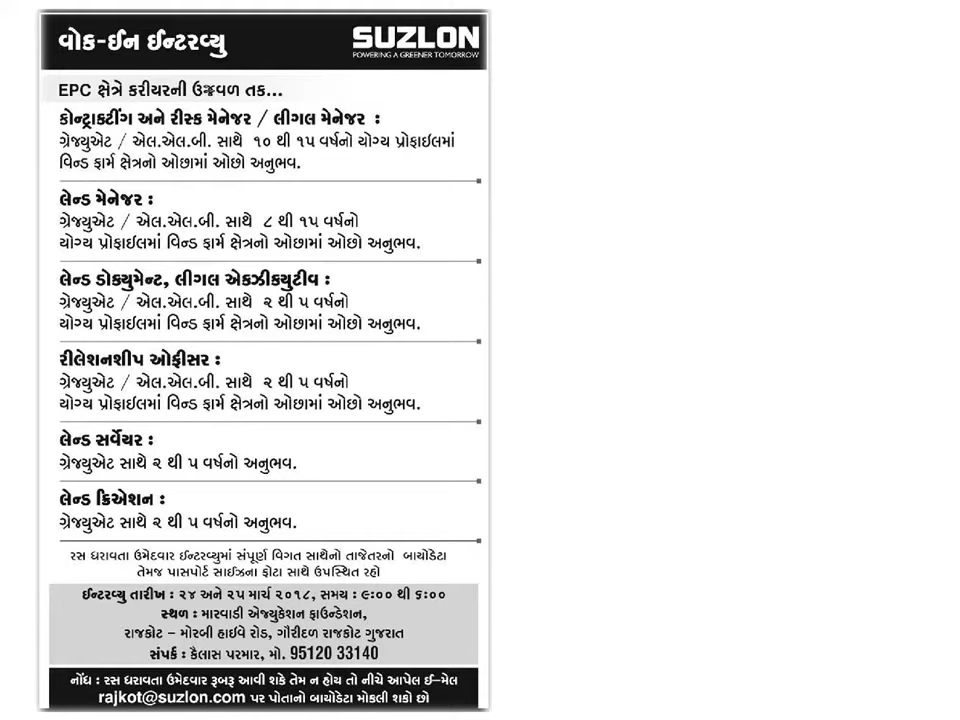 વોક-ઈન ઈન્ટરવ્યુ
SUZLON
POWERING A GREENER TOMORROW
EPC ક્ષેત્રે કરીયરની ઉજ્જવળ તક...
કોન્ટ્રાક્ટીંગ અને રીસ્ક મેનેજર / લીગલ મેનેજર :
ગ્રેજ્યુએટ / એલ.એલ.બી. સાથે ૧૦ થી ૧૫ વર્ષનો યોગ્ય પ્રોફાઈલમાં
વિન્ડ ફાર્મ ક્ષેત્રનો ઓછામાં ઓછો અનુભવ.
લેન્ડ મેનેજર :
ગ્રેજ્યુએટ / એલ.એલ.બી. સાથે ૮ થી ૧૫ વર્ષનો
યોગ્ય પ્રોફાઈલમાં વિન્ડ ફાર્મ ક્ષેત્રનો ઓછામાં ઓછો અનુભવ.
લેન્ડ ડોક્યુમેન્ટ, લીગલ એકઝીક્યુટીવ :
ગ્રેજ્યુએટ / એલ.એલ.બી. સાથે ૨ થી ૫ વર્ષનો
યોગ્ય પ્રોફાઈલમાં વિન્ડ ફાર્મ ક્ષેત્રનો ઓછામાં ઓછો અનુભવ.
રીલેશનશીપ ઓફીસર :
ગ્રેજ્યુએટ / એલ.એલ.બી. સાથે ૨ થી ૫ વર્ષનો
યોગ્ય પ્રોફાઈલમાં વિન્ડ ફાર્મ ક્ષેત્રનો ઓછામાં ઓછો અનુભવ.
લેન્ડ સર્વેયર :
ગ્રેજ્યુએટ સાથે ૨ થી ૫ વર્ષનો અનુભવ.
લેન્ડ ક્રિએશન :
ગ્રેજ્યુએટ સાથે ૨ થી ૫ વર્ષનો અનુભવ.
રસ ધરાવતા ઉમેદવાર ઈન્ટરવ્યુમાં સંપૂર્ણ વિગત સાથેનો તાજેતરનો બાયોડેટા
તેમજ પાસપોર્ટ સાઈઝના ફોટા સાથે ઉપસ્થિત રહો
ઈન્ટરવ્યુ તારીખ : ૨૪ અને ૨૫ માર્ચ ૨૦૧૮, સમય : ૯:૦૦ થી ૬:૦૦
સ્થળ : મારવાડી એજ્યુકેશન ફાઉન્ડેશન,
રાજકોટ – મોરબી હાઈવે રોડ, ગૌરીદળ રાજકોટ ગુજરાત
સંપર્ક : કૈલાસ પરમાર, મો. 95120 33140
નોંધ : રસ ધરાવતા ઉમેદવાર રૂબરૂ આવી શકે તેમ ન હોય તો નીચે આપેલ ઈ-મેલ
rajkot@suzlon.com પર પોતાનો બાયોડેટા મોકલી શકો છો